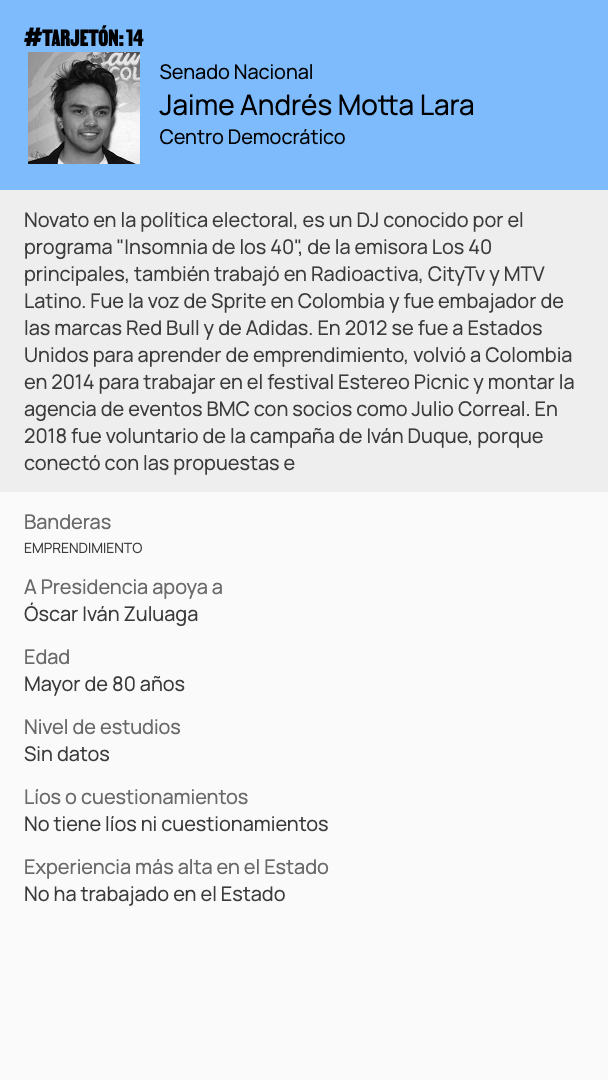 #TARJETÓN: 14
Senado Nacional
Jaime Andrés Motta Lara
Centro Democrático
Novato en la política electoral, es un DJ conocido por el
programa "Insomnia de los 40", de la emisora Los 40
principales, también trabajó en Radioactiva, CityTv y MTV
Latino. Fue la voz de Sprite en Colombia y fue embajador de
las marcas Red Bull y de Adidas. En 2012 se fue a Estados
Unidos para aprender de emprendimiento, volvió a Colombia
en 2014 para trabajar en el festival Estereo Picnic y montar la
agencia de eventos BMC con socios como Julio Correal. En
2018 fue voluntario de la campaña de Iván Duque, porque
conectó con las propuestas e
Banderas
EMPRENDIMIENTO
A Presidencia apoya a
Óscar Iván Zuluaga
Edad
Mayor de 80 años
Nivel de estudios
Sin datos
Líos o cuestionamientos
No tiene líos ni cuestionamientos
Experiencia más alta en el Estado
No ha trabajado en el Estado